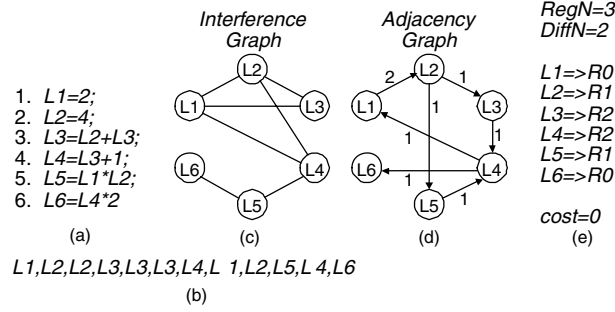 Interference
Graph
Adjacency
Graph
RegN=3
DiffN=2
1. L1=2;
2. L2=4;
3. L3=L2+L3;
4. L4=L3+1;
5. L5=L1*L2;
6. L6=L4*2
(a)
L2
L1
L3
L6
L4
L5
(c)
L2
2
1
L1
1
L3
1
1
L6
L4
1
1
L5
(d)
L1=>R0
L2=>R1
L3=>R2
L4=>R2
L5=>R1
L6=>R0
cost=0
(e)
L1,L2,L2,L3,L3,L3,L4,L 1,L2,L5,L 4,L6
(b)